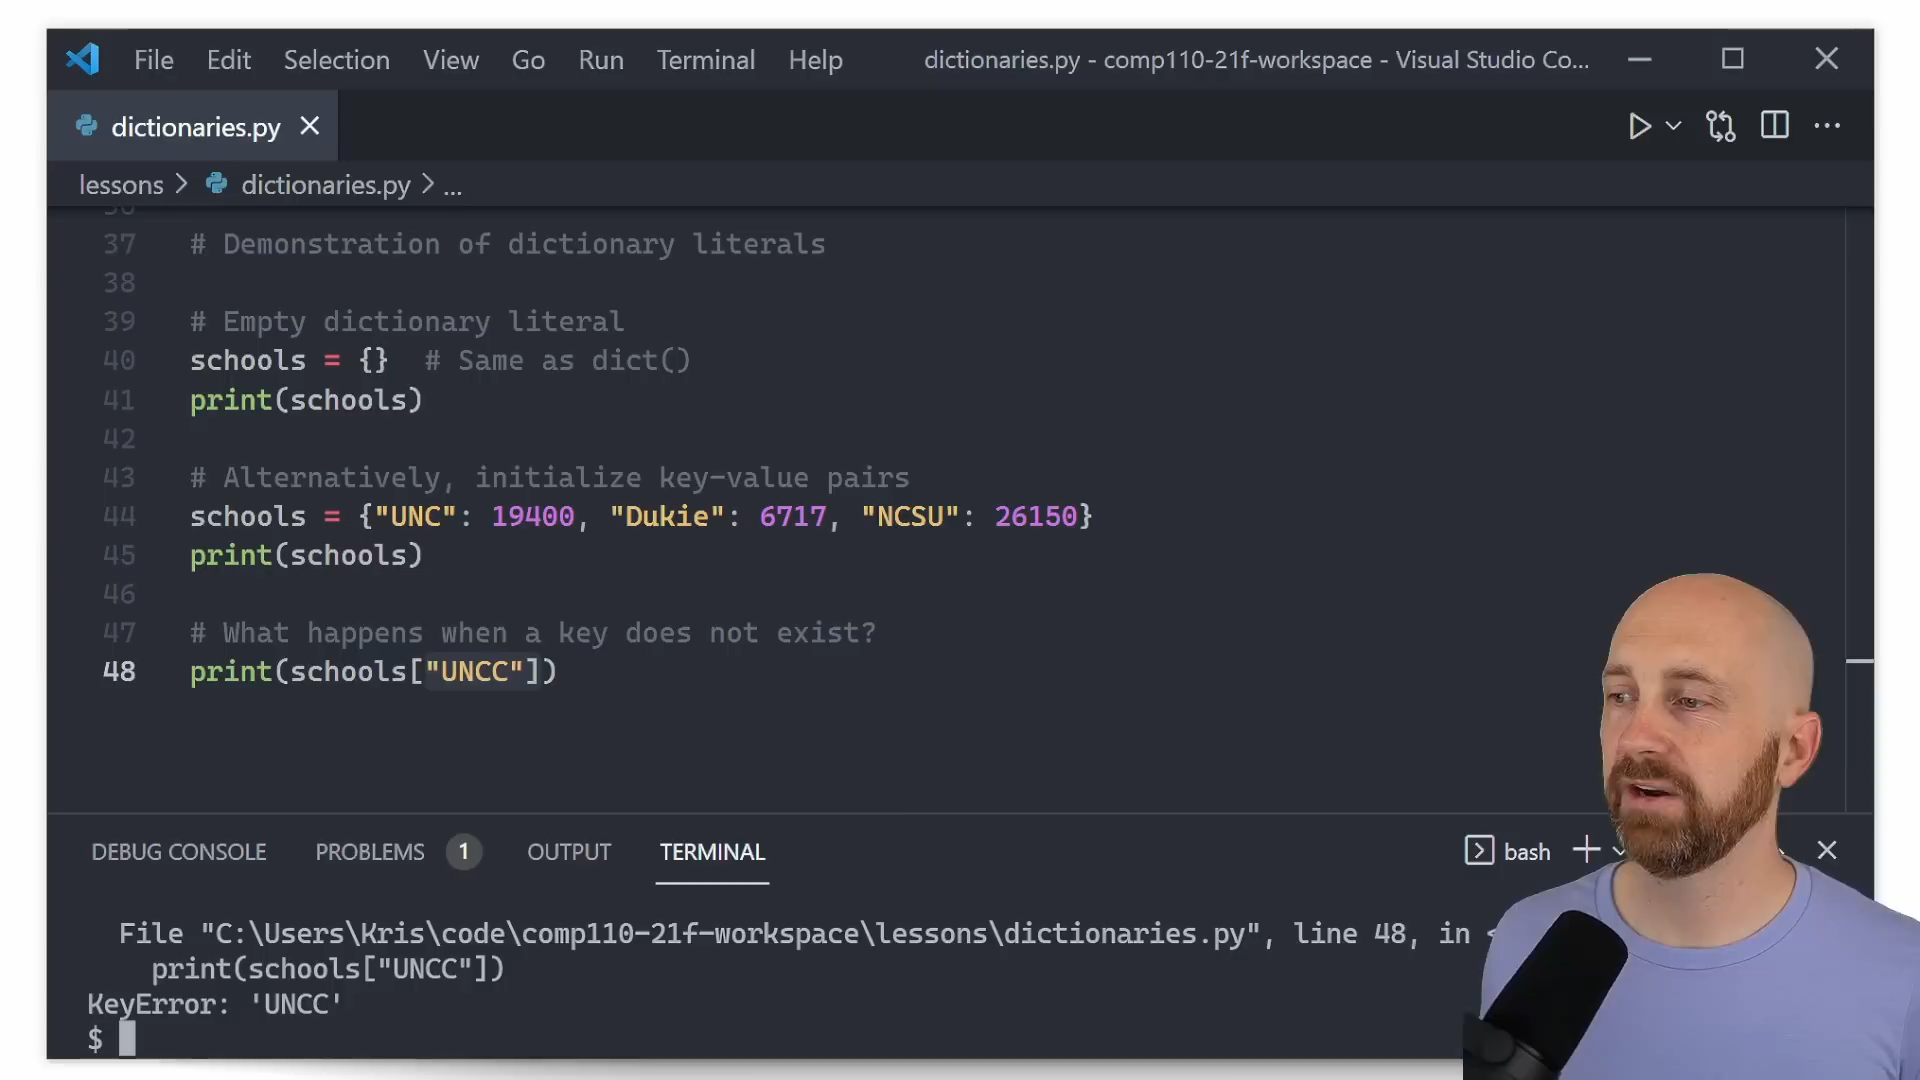 File Edit Selection View Go Run Terminal Help dictionaries.py - comp110-21f-workspace - Visual Studio Co...
dictionaries.py
lessons > dictionaries.py > ...
37 # Demonstration of dictionary literals
38
39 # Empty dictionary literal
40 schools = {} # Same as dict()
41 print(schools)
42
43 # Alternatively, initialize key-value pairs
44 schools = {"UNC": 19400, "Dukie": 6717, "NCSU": 26150}
45 print(schools)
46
47 # What happens when a key does not exist?
48 print(schools["UNCC"])
DEBUG CONSOLE PROBLEMS 1 OUTPUT TERMINAL bash
File "C:\Users\Kris\code\comp110-21f-workspace\lessons\dictionaries.py", line 48, in <
print(schools["UNCC"])
KeyError: 'UNCC'
$